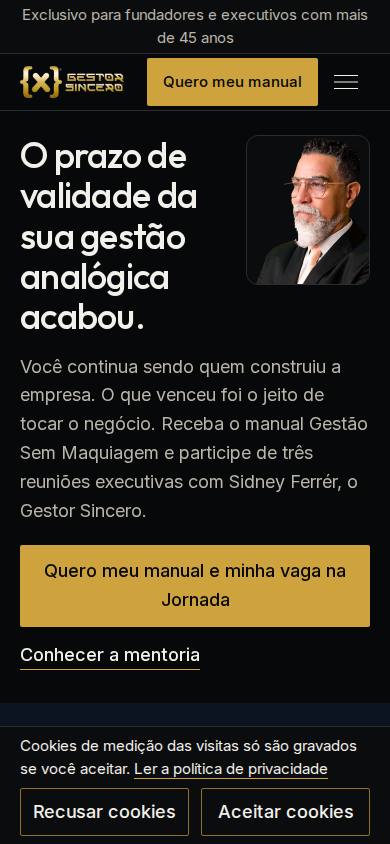 Exclusivo para fundadores e executivos com mais
de 45 anos
{x} GESTOR
SINCERO
Quero meu manual
O prazo de
validade da
sua gestão
analógica
acabou.
Você continua sendo quem construiu a
empresa. O que venceu foi o jeito de
tocar o negócio. Receba o manual Gestão
Sem Maquiagem e participe de três
reuniões executivas com Sidney Ferrér, o
Gestor Sincero.
Quero meu manual e minha vaga na
Jornada
Conhecer a mentoria
Cookies de medição das visitas só são gravados
se você aceitar. Ler a política de privacidade
Recusar cookies
Aceitar cookies